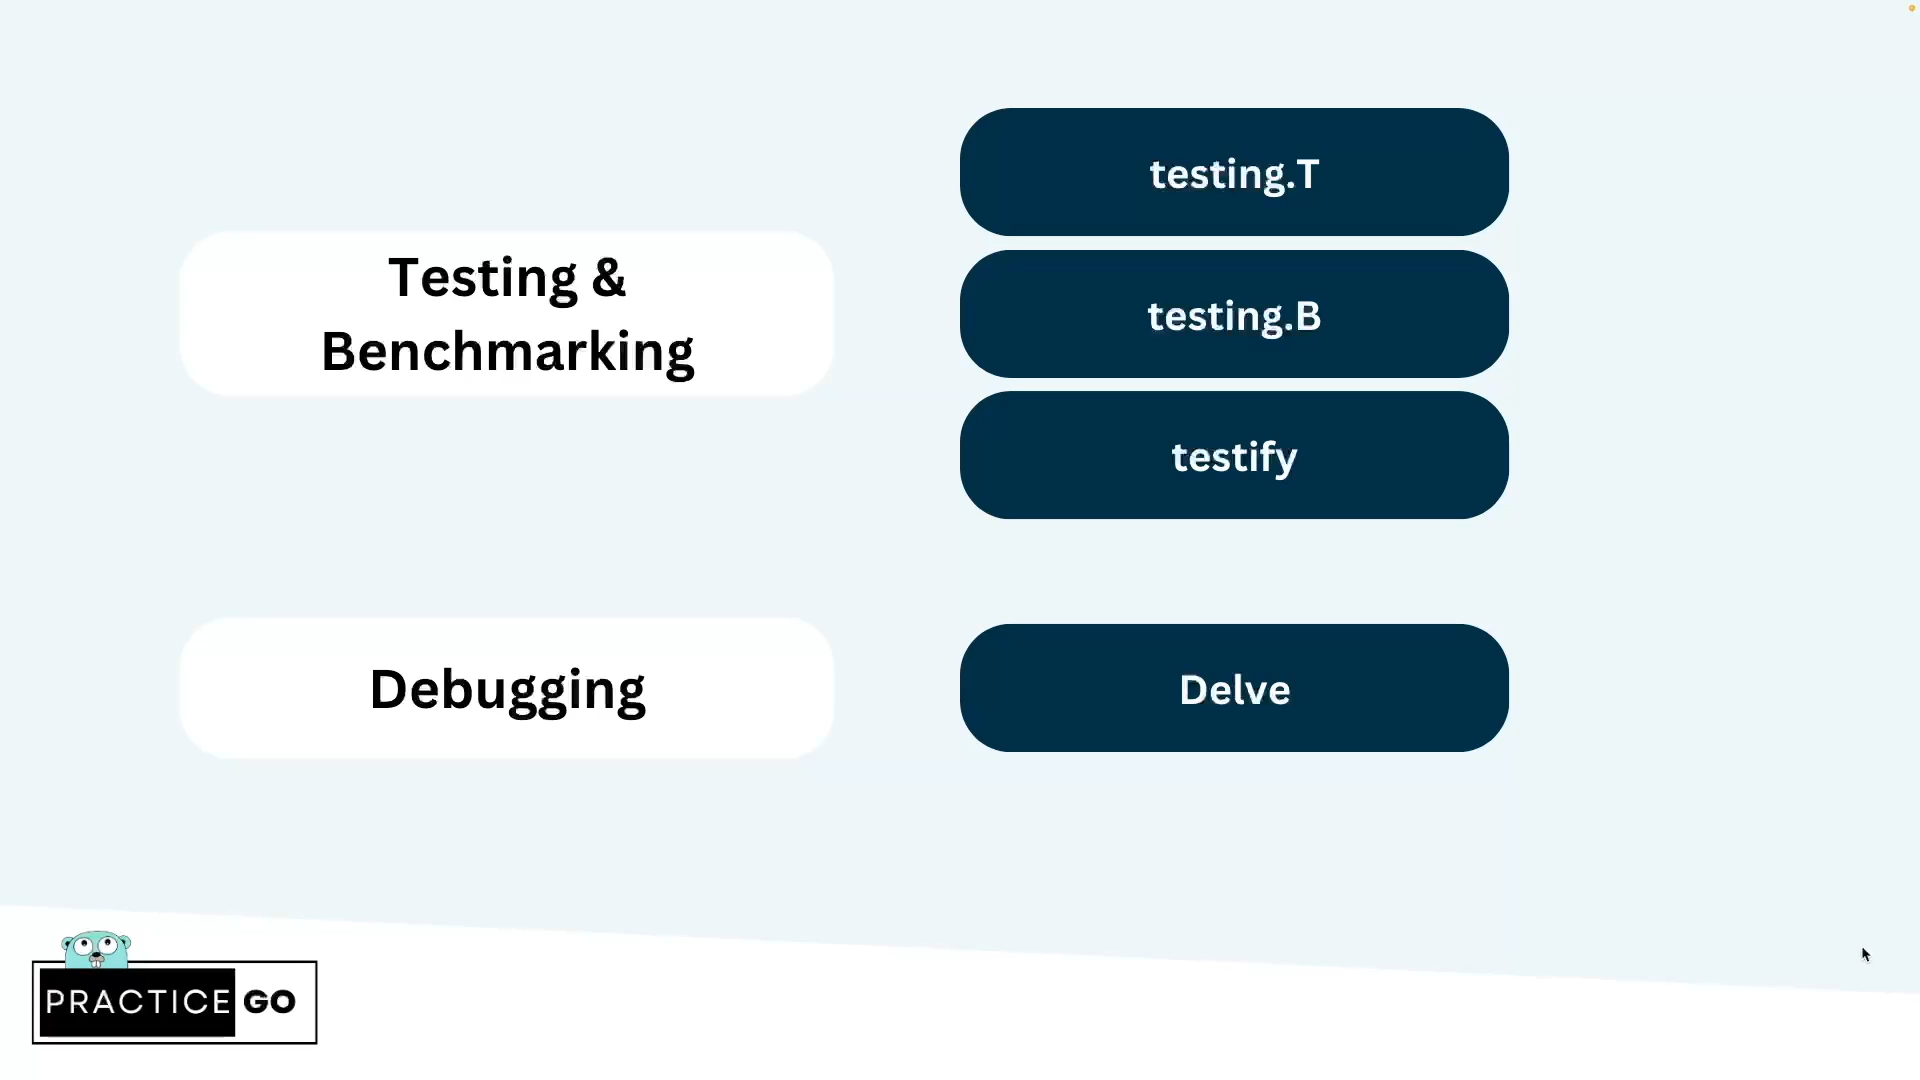 Testing &
Benchmarking
testing.T
testing.B
testify
Debugging
Delve
PRACTICE GO